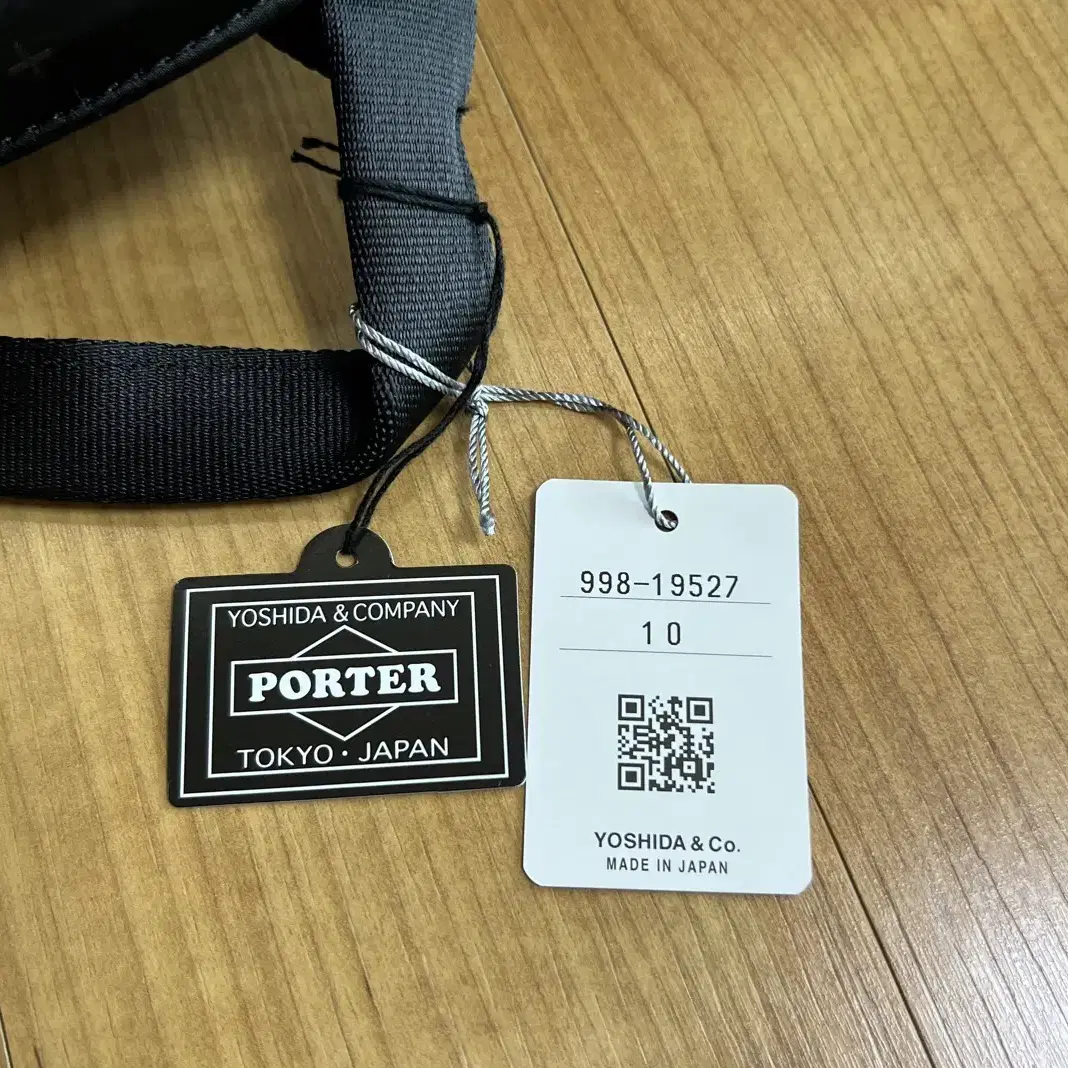 YOSHIDA & COMPANY
PORTER
TOKYO · JAPAN
998-19527
10
YOSHIDA & Co.
MADE IN JAPAN